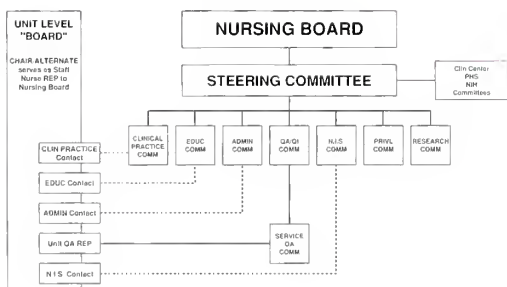 UNIT LEVEL
"BOARD"
CHAIR-ALTERNATE
serves as Staff
Nurse REP to
Nursing Board
NURSING BOARD
STEERING COMMITTEE
Clin Center
PHS
NIH
Committees
CLINICAL
PRACTICE
COMM
EDUC
COMM
ADMIN
COMM
QA/QI
COMM
N.I.S
COMM
PRIVL
COMM
RESEARCH
COMM
CLIN PRACTICE
Contact
EDUC Contact
ADMIN Contact
Unit QA REP
SERVICE
QA
COMM
N I S Contact